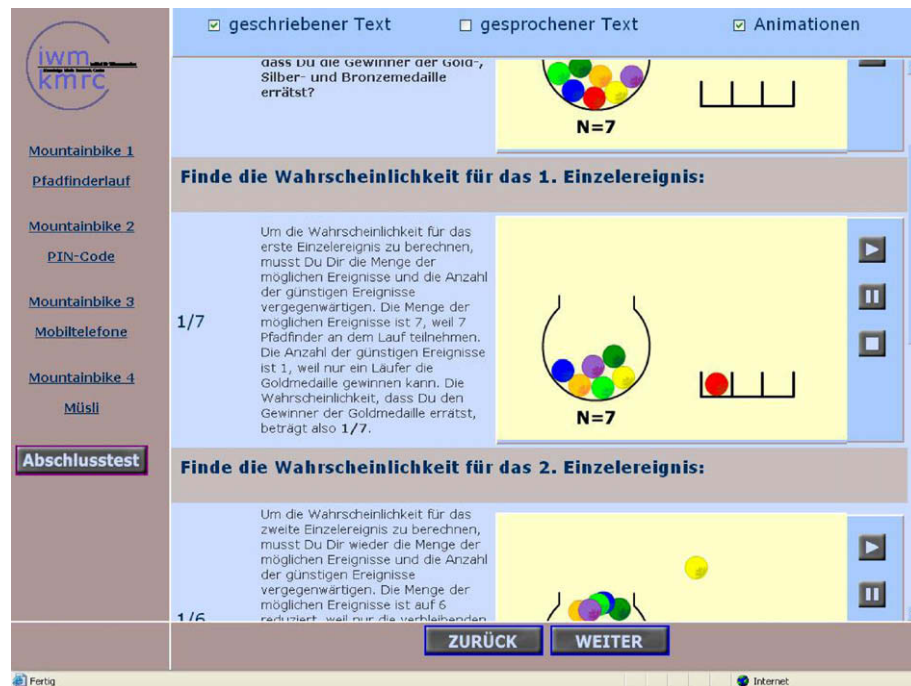 geschriebener Text
gesprochener Text
Animationen
iwm
kmrc
Mountainbike 1
Pfadfinderlauf
Mountainbike 2
PIN-Code
Mountainbike 3
Mobiltelefone
Mountainbike 4
Müsli
Abschlusstest
dass Du die Gewinner der Gold-,
Silber- und Bronzemedaille
errätst?
N=7
Finde die Wahrscheinlichkeit für das 1. Einzelereignis:
1/7
Um die Wahrscheinlichkeit für das
erste Einzelereignis zu berechnen,
musst Du Dir die Menge der
möglichen Ereignisse und die Anzahl
der günstigen Ereignisse
vergegenwärtigen. Die Menge der
möglichen Ereignisse ist 7, weil 7
Pfadfinder an dem Lauf teilnehmen.
Die Anzahl der günstigen Ereignisse
ist 1, weil nur ein Läufer die
Goldmedaille gewinnen kann. Die
Wahrscheinlichkeit, dass Du den
Gewinner der Goldmedaille errätst,
beträgt also 1/7.
N=7
Finde die Wahrscheinlichkeit für das 2. Einzelereignis:
Um die Wahrscheinlichkeit für das
zweite Einzelereignis zu berechnen,
musst Du Dir wieder die Menge der
möglichen Ereignisse und die Anzahl
der günstigen Ereignisse
vergegenwärtigen. Die Menge der
möglichen Ereignisse ist auf 6
1/6
reduziert, weil nur die verbleibenden
ZURÜCK
WEITER
Fertig
Internet